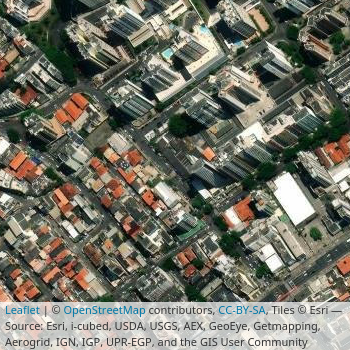 Leaflet | © OpenStreetMap contributors, CC-BY-SA, Tiles © Esri —
Source: Esri, i-cubed, USDA, USGS, AEX, GeoEye, Getmapping,
Aerogrid, IGN, IGP, UPR-EGP, and the GIS User Community